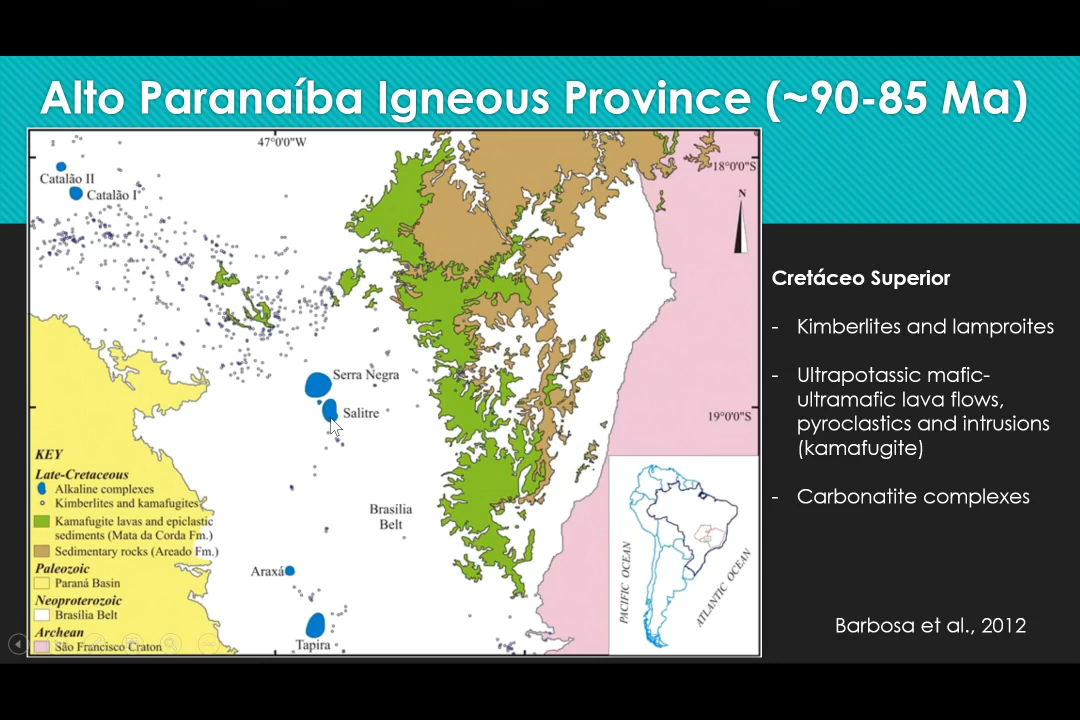 Alto Paranaíba Igneous Province (~90-85 Ma)
47°0'0"W
18°0'0"S
Catalão II
Catalão I
N
Serra Negra
Salitre
19°0'0"S
Brasília
Belt
Araxá
Tapira
KEY
Late-Cretaceous
Alkaline complexes
Kimberlites and kamafugites
Kamafugite lavas and epiclastic
sediments (Mata da Corda Fm.)
Sedimentary rocks (Areado Fm.)
Paleozoic
Paraná Basin
Neoproterozoic
Brasília Belt
Archean
São Francisco Craton
PACIFIC OCEAN
ATLANTIC OCEAN
Cretáceo Superior
- Kimberlites and lamproites
- Ultrapotassic mafic-
ultramafic lava flows,
pyroclastics and intrusions
(kamafugite)
- Carbonatite complexes
Barbosa et al., 2012